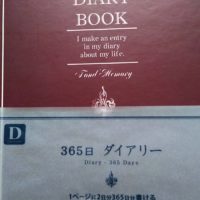 DIARY
BOOK
I make an entry
in my diary
about my life.
Fond Memory
D
365日 ダイアリー
Diary - 365 Days
1ページに2日分365日分書ける